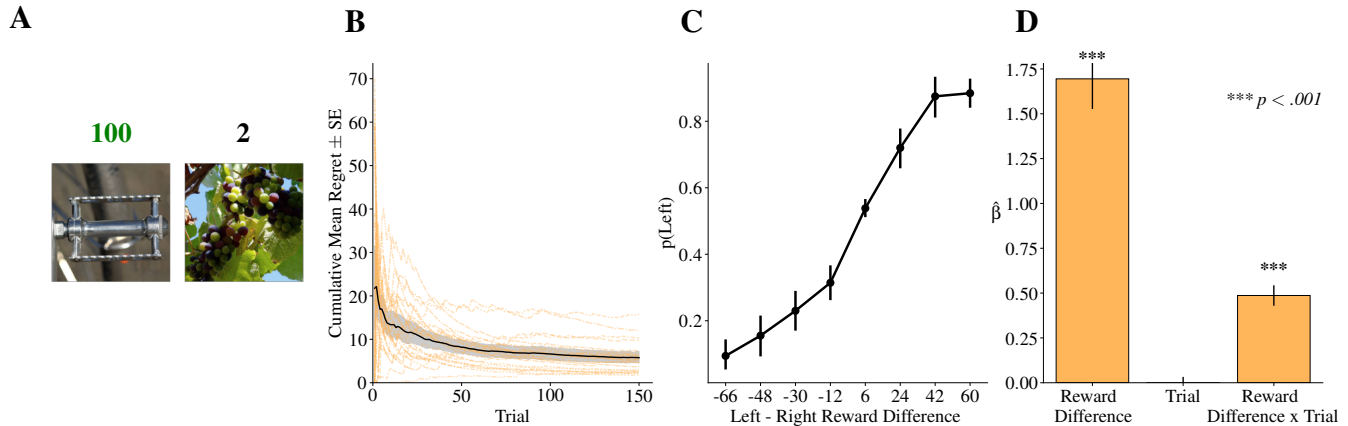 A
100
2
B
Cumulative Mean Regret ± SE
70
60
50
40
30
20
10
0
0
50
100
150
Trial
C
p(Left)
0.8
0.6
0.4
0.2
-66
-48
-30
-12
6
24
42
60
Left - Right Reward Difference
D
β̂
1.75
1.50
1.25
1.00
0.75
0.50
0.25
0.00
***
***
*** p < .001
Reward
Difference
Trial
Reward
Difference x Trial